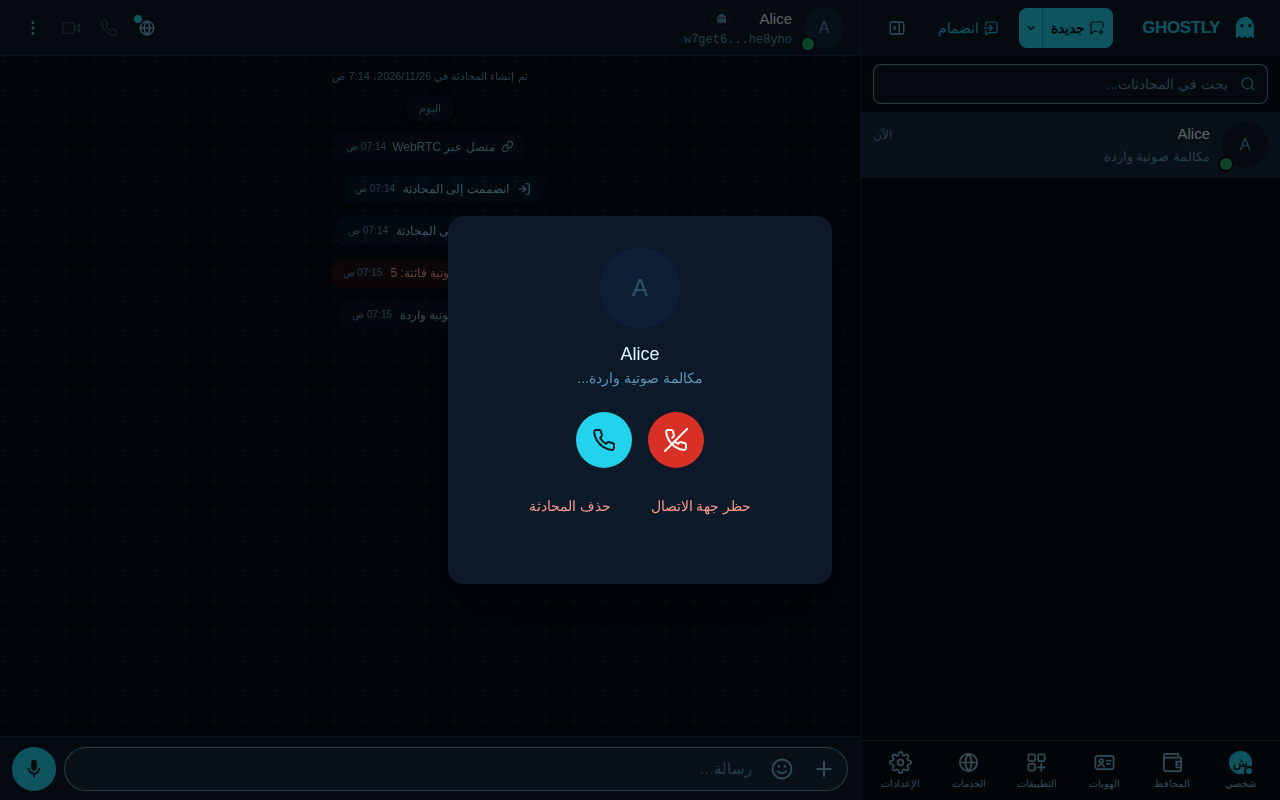 GHOSTLY
جديدة
انضمام
بحث في المحادثات...
A
Alice
الآن
مكالمة صوتية واردة
A
Alice
w7get6...he8yho
تم إنشاء المحادثة في 2026/11/26، 7:14 ص
اليوم
متصل عبر WebRTC 07:14 ص
انضممت إلى المحادثة 07:14 ص
المحادثة 07:14 ص
فائتة: 5 07:15 ص
واردة 07:15 ص
A
Alice
مكالمة صوتية واردة...
حظر جهة الاتصال
حذف المحادثة
رسالة...
ش
شخصي
المحافظ
الهويات
التطبيقات
الخدمات
الإعدادات